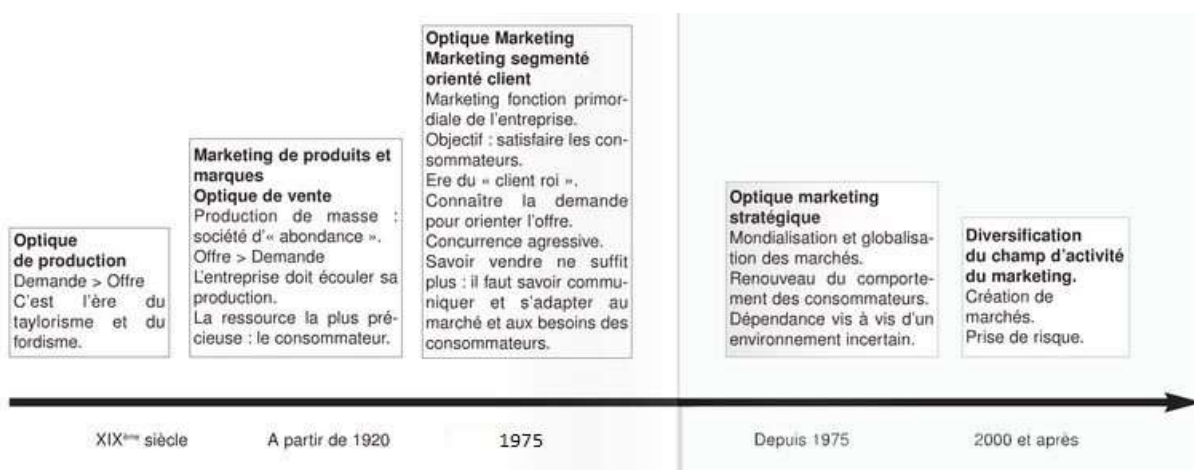 Optique
de production
Demande > Offre
C'est l'ère du
taylorisme et du
fordisme.
Marketing de produits et
marques
Optique de vente
Production de masse :
société d'« abondance ».
Offre > Demande
L'entreprise doit écouler sa
production.
La ressource la plus pré-
cieuse : le consommateur.
Optique Marketing
Marketing segmenté
orienté client
Marketing fonction primor-
diale de l'entreprise.
Objectif : satisfaire les con-
sommateurs.
Ere du « client roi ».
Connaître la demande
pour orienter l'offre.
Concurrence agressive.
Savoir vendre ne suffit
plus : il faut savoir commu-
niquer et s'adapter au
marché et aux besoins des
consommateurs.
Optique marketing
stratégique
Mondialisation et globalisa-
tion des marchés.
Renouveau du comporte-
ment des consommateurs.
Dépendance vis à vis d'un
environnement incertain.
Diversification
du champ d'activité
du marketing.
Création de
marchés.
Prise de risque.
XIXème siècle
A partir de 1920
1975
Depuis 1975
2000 et après